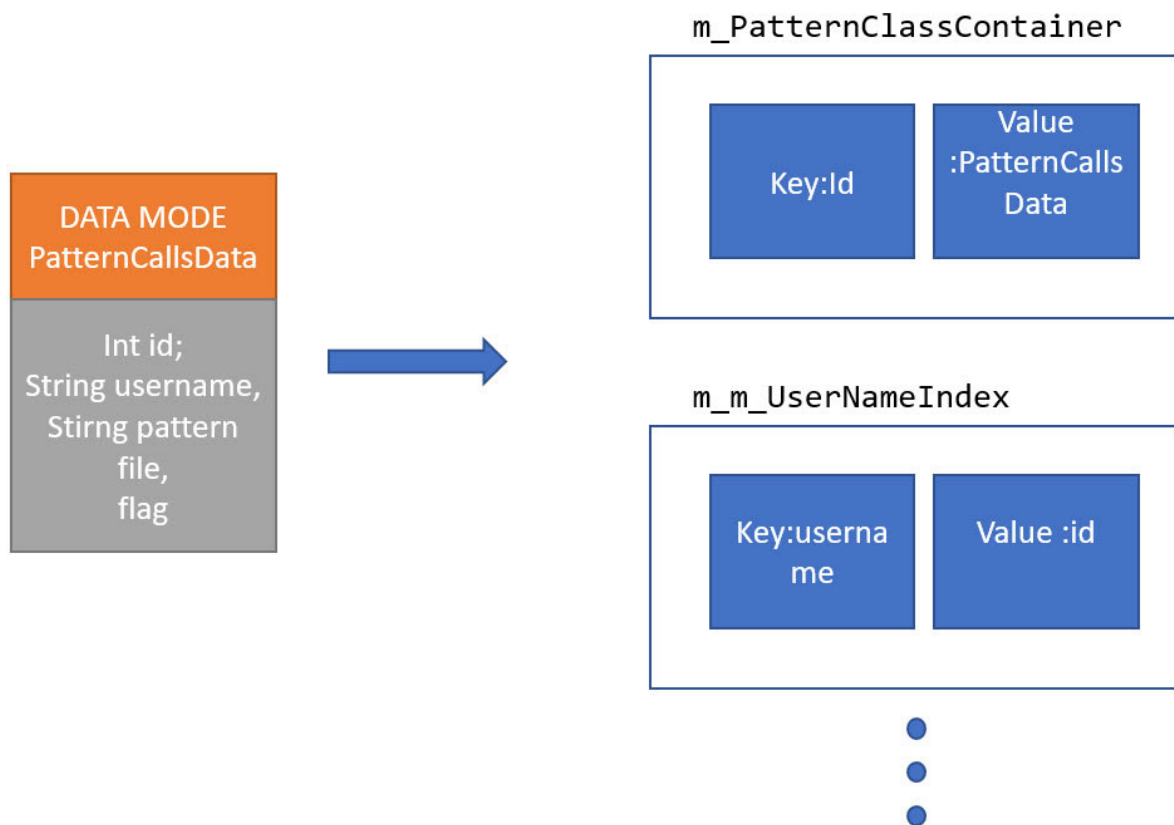 m_PatternClassContainer
Key:Id
Value
:PatternCalls
Data
DATA MODE
PatternCallsData
Int id;
String username,
Stirng pattern
file,
flag
m_m_UserNameIndex
Key:userna
me
Value :id